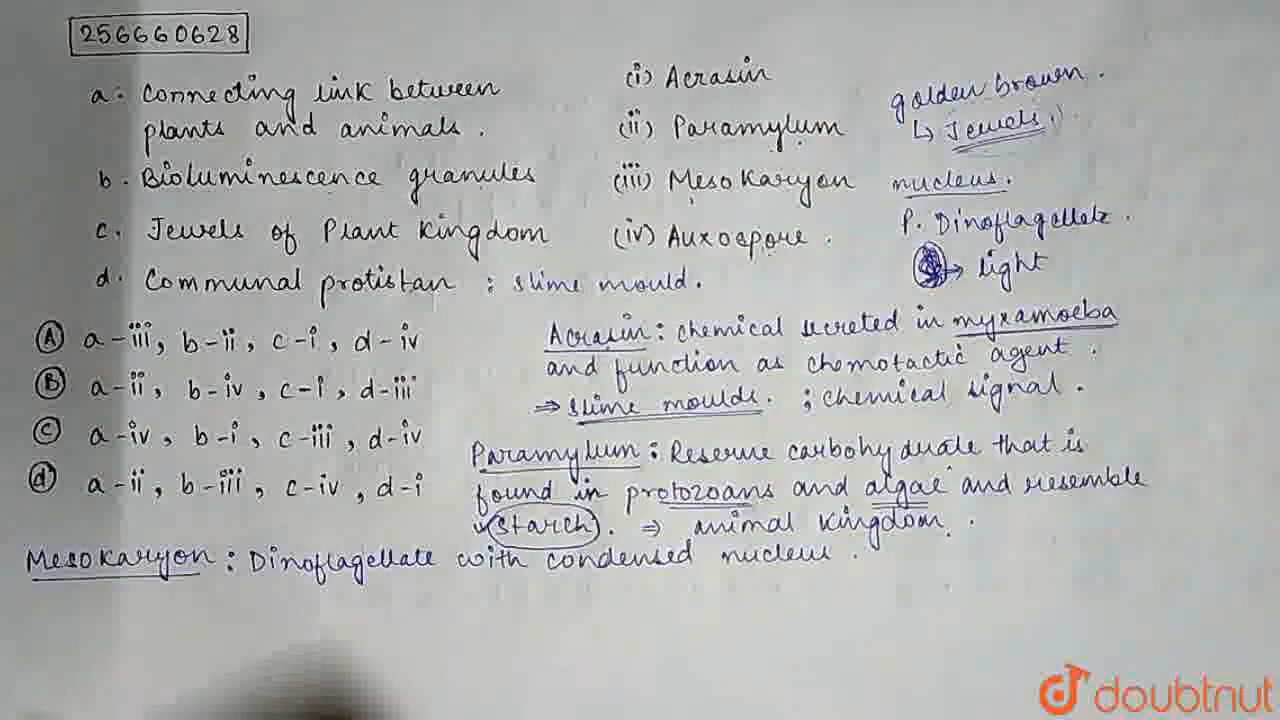 256660628
a. Connecting link between
plants and animals.
(i) Acrasin
(ii) Paramylum
b. Bioluminescence granules
(iii) Mesokaryon
c. Jewels of Plant kingdom
(iv) Auxospore.
d. Communal protistan : slime mould.
golden brown.
↳ Jewels.
nucleus.
P. Dinoflagellate.
→ light
(A) a-iii, b-ii, c-i, d-iv
(B) a-ii, b-iv, c-i, d-iii
(C) a-iv, b-i, c-iii, d-iv
(d) a-ii, b-iii, c-iv, d-i
Acrasin: chemical secreted in myxamoeba
and function as chemotactic agent.
⇒ slime moulds. ; chemical signal.
Paramylum: Reserve carbohydrate that is
found in protozoans and algae and resemble
starch. ⇒ animal kingdom.
Mesokaryon: Dinoflagellate with condensed nucleus.
doubtnut